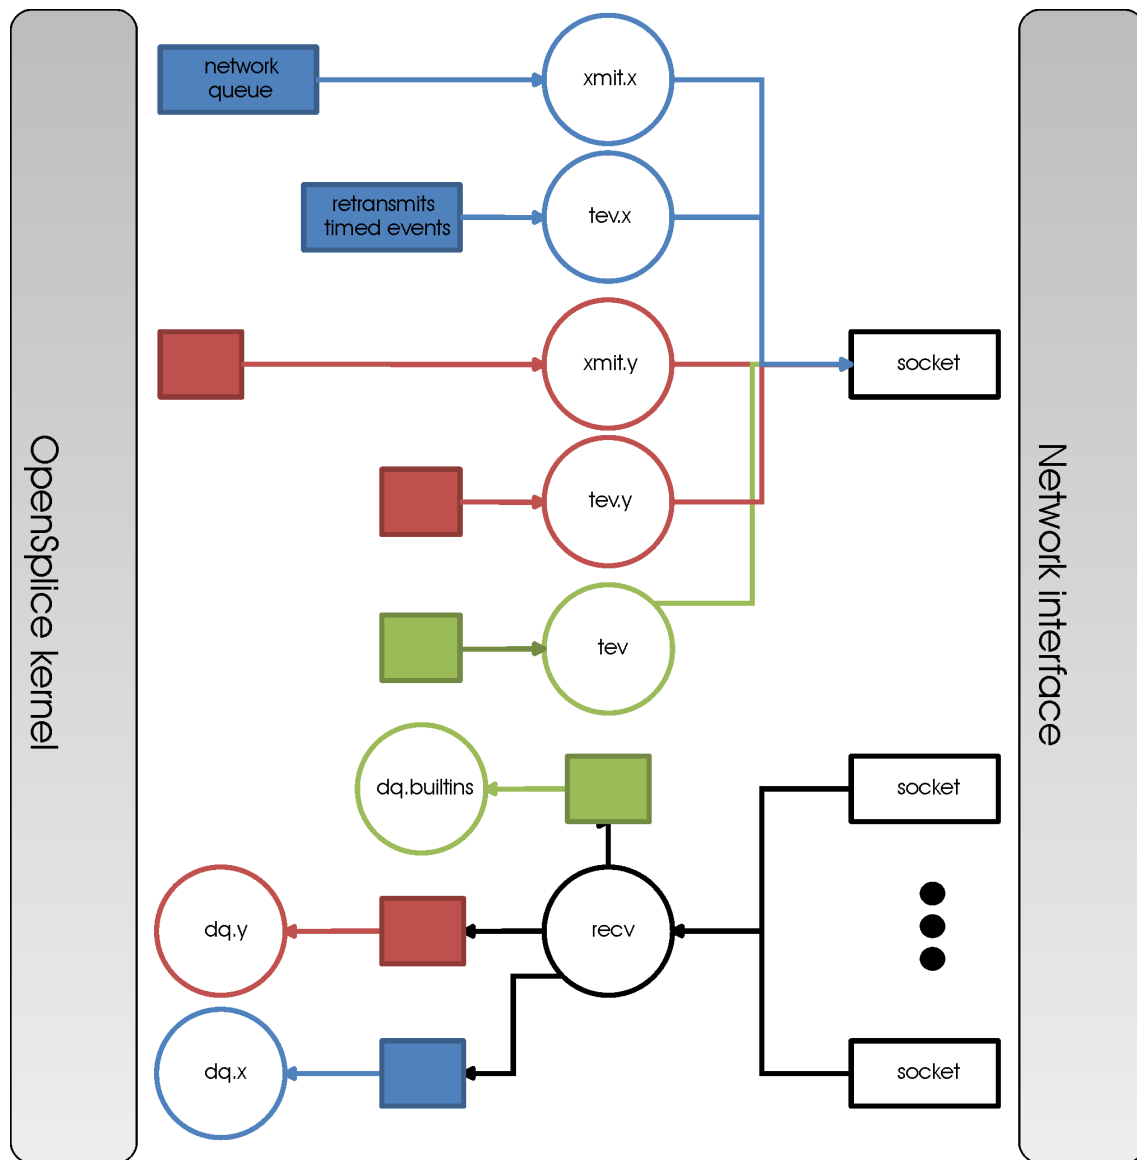 network
queue
xmit.x
retransmits
timed events
tev.x
xmit.y
socket
OpenSplice kernel
Network interface
tev.y
tev
dq.builtins
socket
dq.y
recv
dq.x
socket